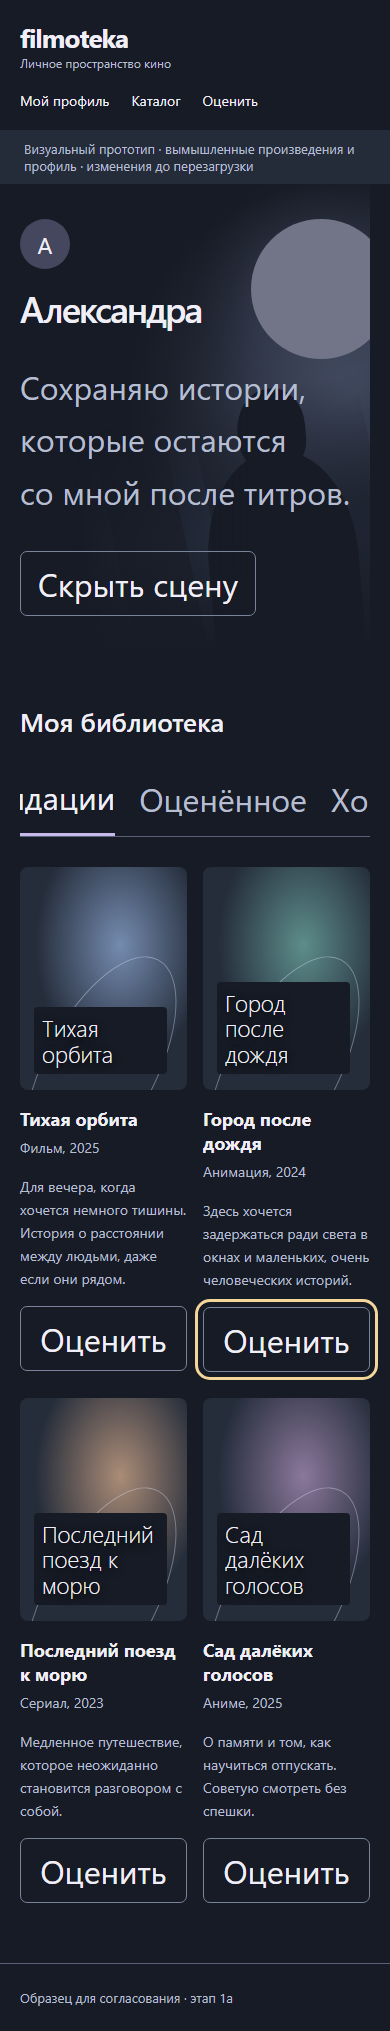 filmoteka
Личное пространство кино
Мой профиль Каталог Оценить
Визуальный прототип · вымышленные произведения и
профиль · изменения до перезагрузки
А
Александра
Сохраняю истории,
которые остаются
со мной после титров.
Скрыть сцену
Моя библиотека
ндации Оценённое Хо
Тихая
орбита
Город
после
дождя
Тихая орбита
Фильм, 2025
Для вечера, когда
хочется немного тишины.
История о расстоянии
между людьми, даже
если они рядом.
Оценить
Город после
дождя
Анимация, 2024
Здесь хочется
задержаться ради света в
окнах и маленьких, очень
человеческих историй.
Оценить
Последний
поезд к
морю
Сад
далёких
голосов
Последний поезд
к морю
Сериал, 2023
Медленное путешествие,
которое неожиданно
становится разговором с
собой.
Оценить
Сад далёких
голосов
Аниме, 2025
О памяти и том, как
научиться отпускать.
Советую смотреть без
спешки.
Оценить
Образец для согласования · этап 1а